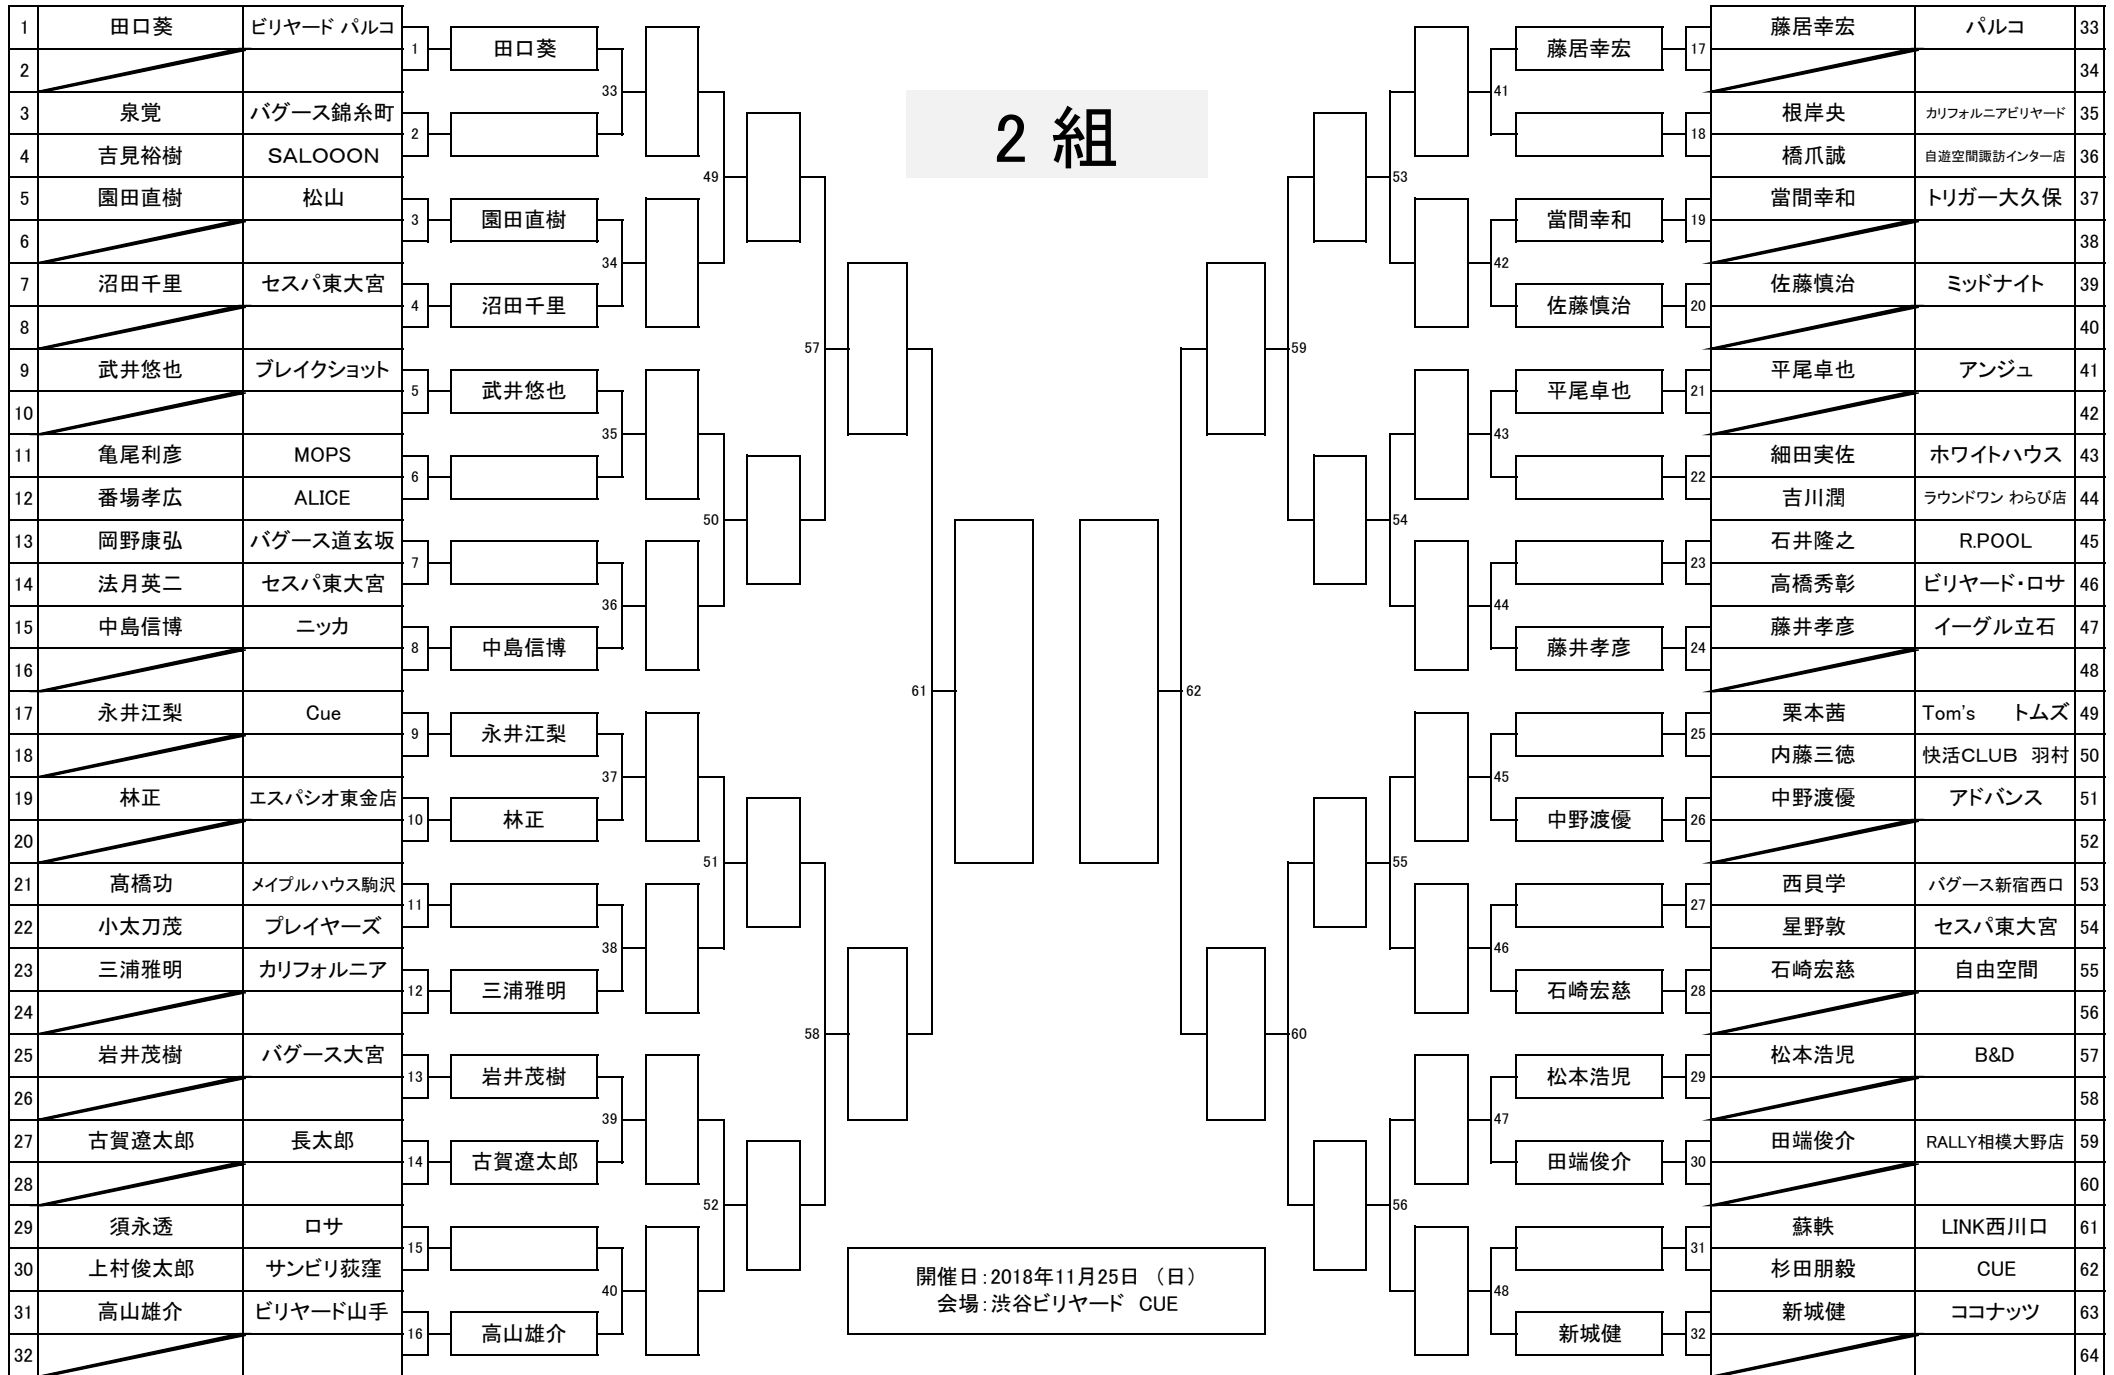 2 組
1 田口葵 ビリヤード パルコ
2
3 泉覚 バグース錦糸町
4 吉見裕樹 SALOOON
5 園田直樹 松山
6
7 沼田千里 セスパ東大宮
8
9 武井悠也 ブレイクショット
10
11 亀尾利彦 MOPS
12 番場孝広 ALICE
13 岡野康弘 バグース道玄坂
14 法月英二 セスパ東大宮
15 中島信博 ニッカ
16
17 永井江梨 Cue
18
19 林正 エスパシオ東金店
20
21 髙橋功 メイプルハウス駒沢
22 小太刀茂 プレイヤーズ
23 三浦雅明 カリフォルニア
24
25 岩井茂樹 バグース大宮
26
27 古賀遼太郎 長太郎
28
29 須永透 ロサ
30 上村俊太郎 サンビリ荻窪
31 高山雄介 ビリヤード山手
32
1 田口葵
2
3 園田直樹
4 沼田千里
5 武井悠也
6
7
8 中島信博
9 永井江梨
10 林正
11
12 三浦雅明
13 岩井茂樹
14 古賀遼太郎
15
16 高山雄介
33
34
35
36
37
38
39
40
49
50
51
52
57
58
61
62
59
60
53
54
55
56
41
42
43
44
45
46
47
48
藤居幸宏 17
18
當間幸和 19
佐藤慎治 20
平尾卓也 21
22
23
藤井孝彦 24
25
中野渡優 26
27
石崎宏慈 28
松本浩児 29
田端俊介 30
31
新城健 32
藤居幸宏 パルコ 33
34
根岸央 カリフォルニアビリヤード 35
橋爪誠 自遊空間諏訪インター店 36
當間幸和 トリガー大久保 37
38
佐藤慎治 ミッドナイト 39
40
平尾卓也 アンジュ 41
42
細田実佐 ホワイトハウス 43
吉川潤 ラウンドワン わらび店 44
石井隆之 R.POOL 45
高橋秀彰 ビリヤード・ロサ 46
藤井孝彦 イーグル立石 47
48
栗本茜 Tom's トムズ 49
内藤三徳 快活CLUB 羽村 50
中野渡優 アドバンス 51
52
西貝学 バグース新宿西口 53
星野敦 セスパ東大宮 54
石崎宏慈 自由空間 55
56
松本浩児 B&D 57
58
田端俊介 RALLY相模大野店 59
60
蘇軼 LINK西川口 61
杉田朋毅 CUE 62
新城健 ココナッツ 63
64
開催日：2018年11月25日 （日）
会場：渋谷ビリヤード CUE